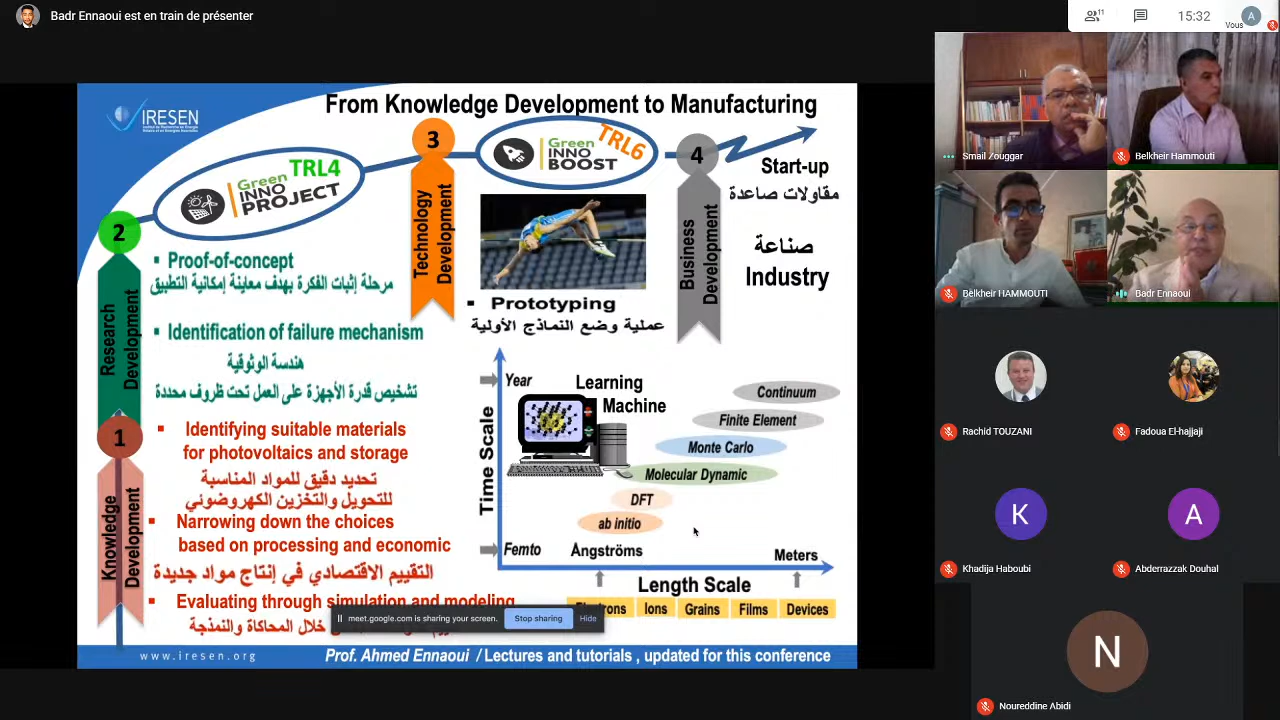 Badr Ennaoui est en train de présenter
11
15:32
A
Vous
IRESEN
From Knowledge Development to Manufacturing
TRL4
Green
INNO
PROJECT
3
Technology
Development
Green
INNO
BOOST
TRL6
4
Business
Development
Start-up
مقاولات صاعدة
صناعة
Industry
2
Research
Development
▪ Proof-of-concept
مرحلة إثبات الفكرة بهدف معاينة إمكانية التطبيق
▪ Identification of failure mechanism
هندسة الوثوقية
تشخيص قدرة الأجهزة على العمل تحت ظروف محددة
▪ Prototyping
عملية وضع النماذج الأولية
1
Knowledge
Development
▪ Identifying suitable materials
for photovoltaics and storage
تحديد دقيق للمواد المناسبة
للتحويل والتخزين الكهروضوئي
▪ Narrowing down the choices
based on processing and economic
التقييم الاقتصادي في إنتاج مواد جديدة
▪ Evaluating through simulation and modeling
خلال المحاكاة والنمذجة
Time Scale
Year
Femto
Learning
Machine
Continuum
Finite Element
Monte Carlo
Molecular Dynamic
DFT
ab initio
Angströms
Meters
Length Scale
Ions
Grains
Films
Devices
meet.google.com is sharing your screen.
Stop sharing
Hide
www.iresen.org
Prof. Ahmed Ennaoui / Lectures and tutorials , updated for this conference
Smail Zouggar
Belkheir Hammouti
Belkheir HAMMOUTI
Badr Ennaoui
Rachid TOUZANI
Fadoua El-hajjaji
K
A
Khadija Haboubi
Abderrazzak Douhal
N
Noureddine Abidi